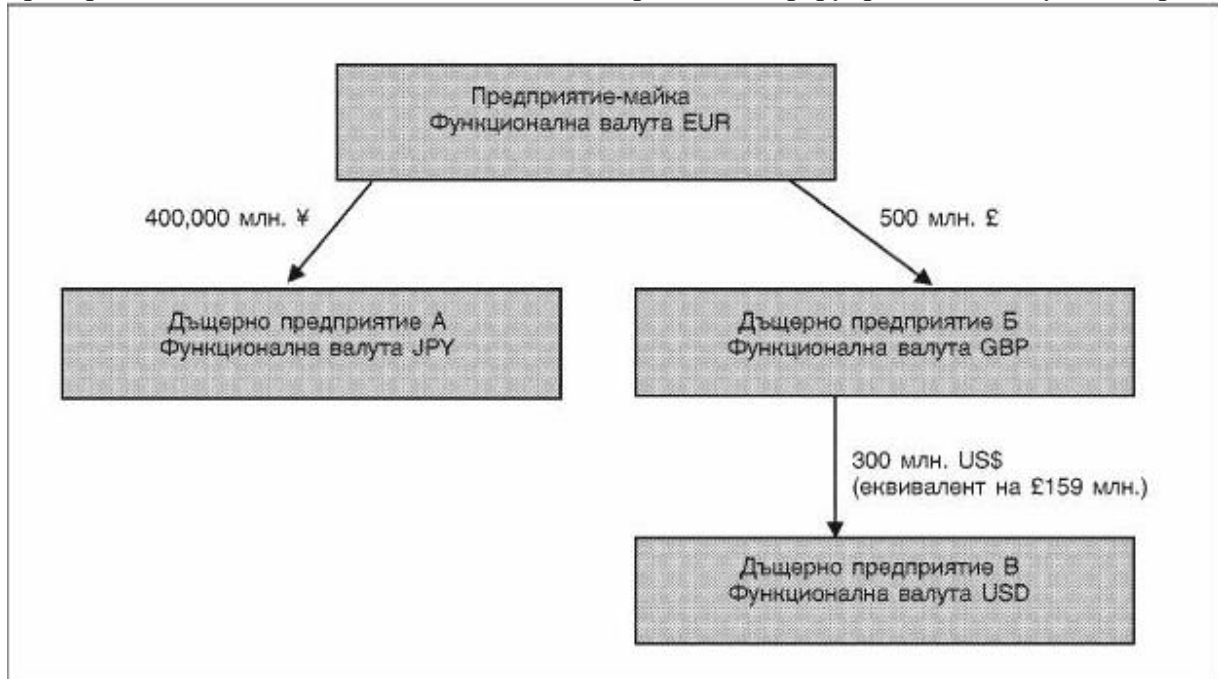 Предприятие-майка
Функционална валута EUR
400,000 млн. ¥
500 млн. £
Дъщерно предприятие А
Функционална валута JPY
Дъщерно предприятие Б
Функционална валута GBP
300 млн. US$
(еквивалент на £159 млн.)
Дъщерно предприятие В
Функционална валута USD